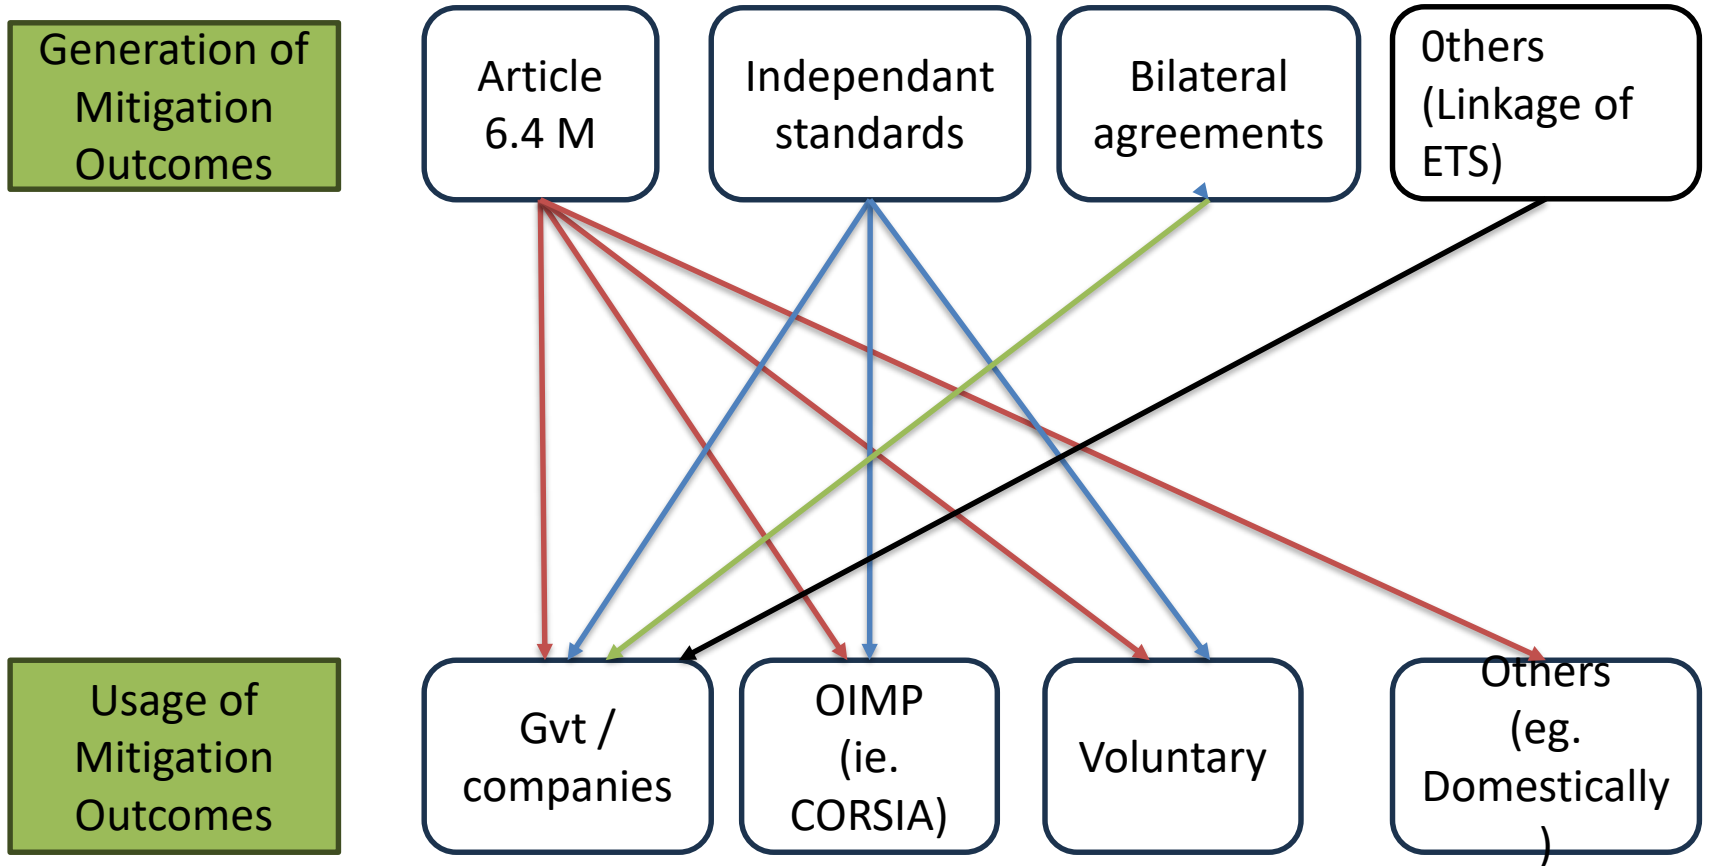 Generation of
Mitigation
Outcomes
Article
6.4 M
Independant
standards
Bilateral
agreements
0thers
(Linkage of
ETS)
Usage of
Mitigation
Outcomes
Gvt /
companies
OIMP
(ie.
CORSIA)
Voluntary
Others
(eg.
Domestically
)